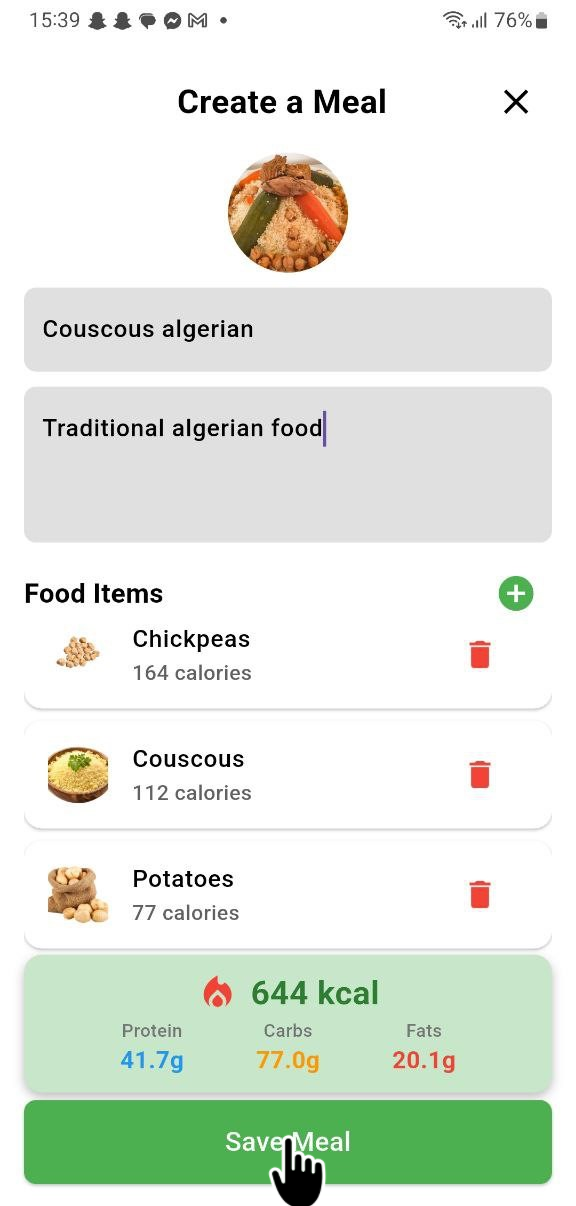 15:39
76%
Create a Meal
Couscous algerian
Traditional algerian food
Food Items
Chickpeas
164 calories
Couscous
112 calories
Potatoes
77 calories
644 kcal
Protein Carbs Fats
41.7g 77.0g 20.1g
Save Meal